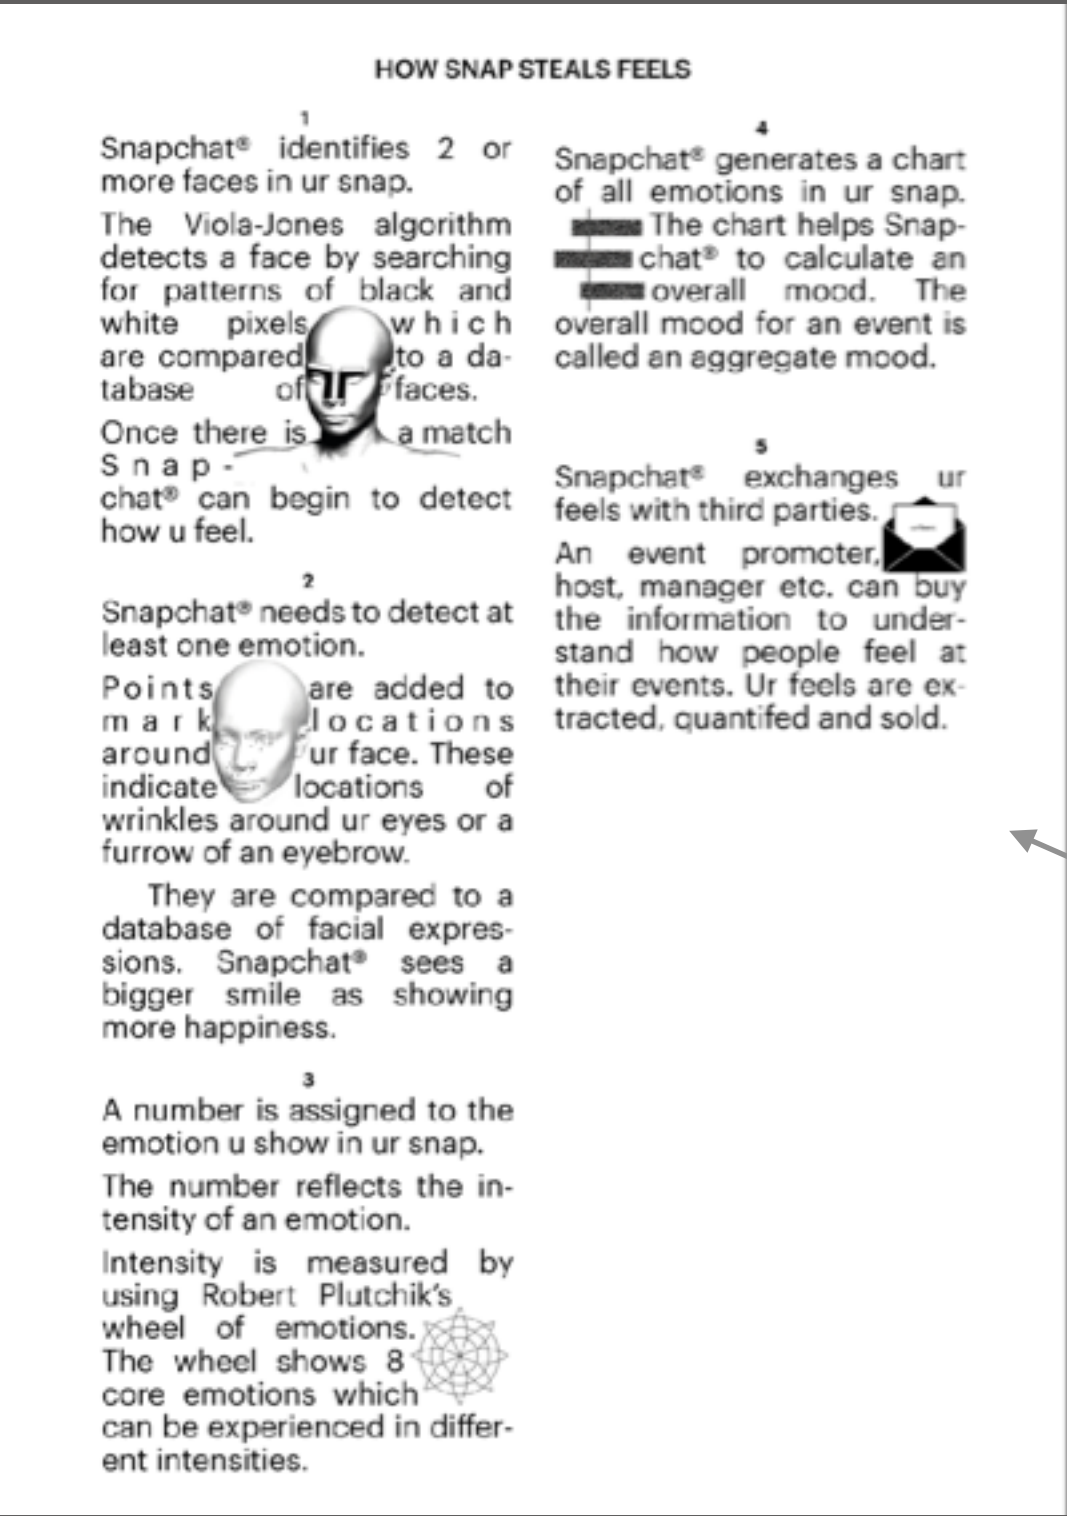 HOW SNAP STEALS FEELS
1
Snapchat® identifies 2 or
more faces in ur snap.
The Viola-Jones algorithm
detects a face by searching
for patterns of black and
white pixels which
are compared to a da-
tabase of faces.
Once there is a match
Snap-
chat® can begin to detect
how u feel.
2
Snapchat® needs to detect at
least one emotion.
Points are added to
mark locations
around ur face. These
indicate locations of
wrinkles around ur eyes or a
furrow of an eyebrow.
They are compared to a
database of facial expres-
sions. Snapchat® sees a
bigger smile as showing
more happiness.
3
A number is assigned to the
emotion u show in ur snap.
The number reflects the in-
tensity of an emotion.
Intensity is measured by
using Robert Plutchik's
wheel of emotions.
The wheel shows 8
core emotions which
can be experienced in differ-
ent intensities.
4
Snapchat® generates a chart
of all emotions in ur snap.
The chart helps Snap-
chat® to calculate an
overall mood. The
overall mood for an event is
called an aggregate mood.
5
Snapchat® exchanges ur
feels with third parties.
An event promoter,
host, manager etc. can buy
the information to under-
stand how people feel at
their events. Ur feels are ex-
tracted, quantifed and sold.